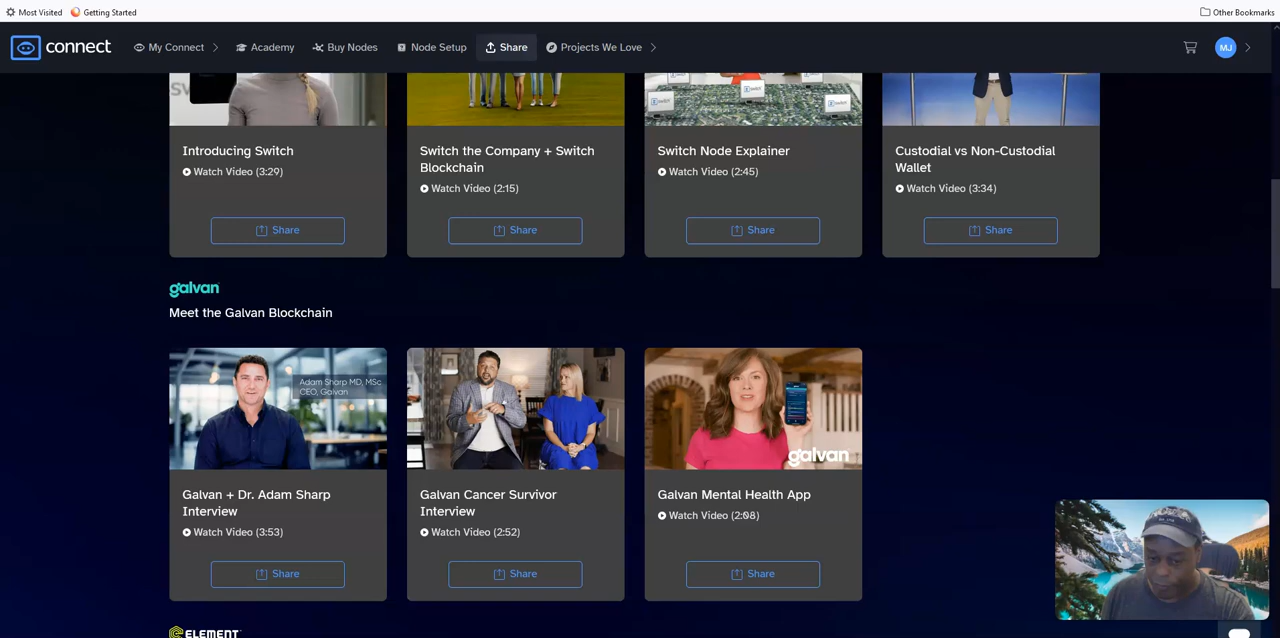 Most Visited
Getting Started
Other Bookmarks
connect
My Connect
Academy
Buy Nodes
Node Setup
Share
Projects We Love
MJ
Introducing Switch
Watch Video (3:29)
Share
Switch the Company + Switch
Blockchain
Watch Video (2:15)
Share
Switch Node Explainer
Watch Video (2:45)
Share
Custodial vs Non-Custodial
Wallet
Watch Video (3:34)
Share
galvan
Meet the Galvan Blockchain
Adam Sharp MD, MSc
CEO, Galvan
Galvan + Dr. Adam Sharp
Interview
Watch Video (3:53)
Share
Galvan Cancer Survivor
Interview
Watch Video (2:52)
Share
galvan
Galvan Mental Health App
Watch Video (2:08)
Share
ELEMENT